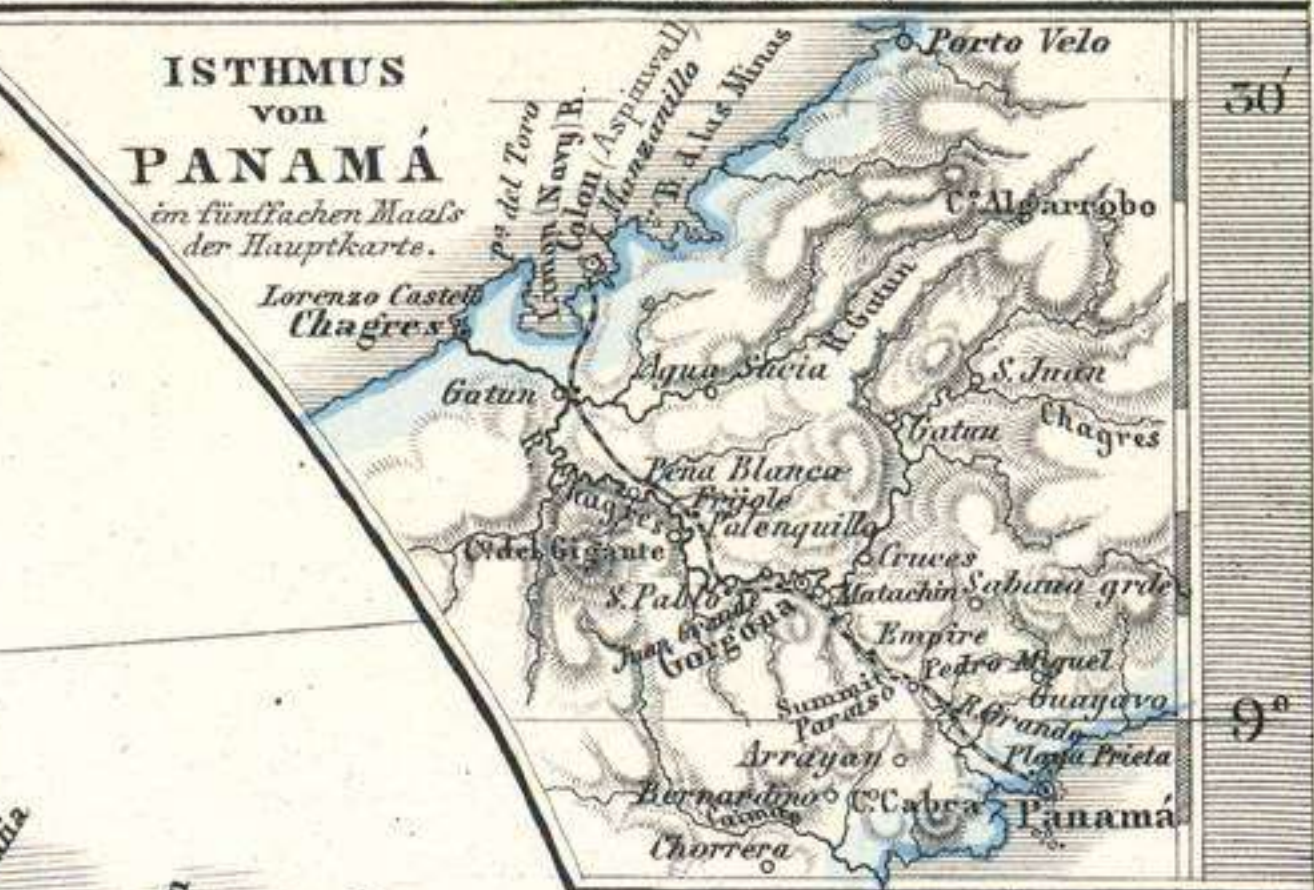 ISTHMUS
von
PANAMÁ
im fünffachen Maaſs
der Hauptkarte.
Pᵃ del Toro
Limon (Navy) B.
Colon (Aspinwall)
Manzanillo
B. d. las Minas
Porto Velo
30'
Cº Algarrobo
Lorenzo Castell
Chagres
R. Gatun
Agua Sucia
S. Juan
Gatun
Chagres
Gatun
R. Chagres
Pena Blanca
Frijole
Palenquillo
Cº del Gigante
Cruces
S. Pablo
Matachin
Sabana grde
Juan Grande
Gorgona
Empire
Pedro Miguel
Summit
Paraiso
Guayavo
R. Grande
9º
Arrayan
Playa Prieta
Bernardino
Caimito
Cº Cabra
Panamá
Chorrera